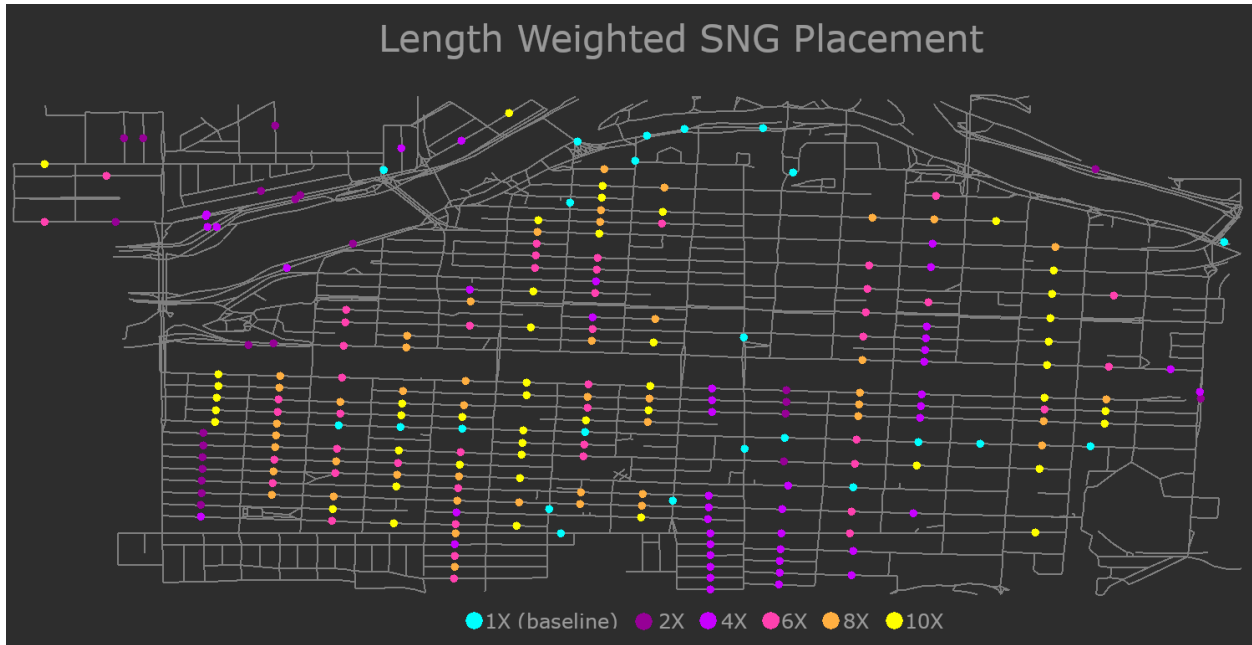 Length Weighted SNG Placement
1X (baseline) 2X 4X 6X 8X 10X